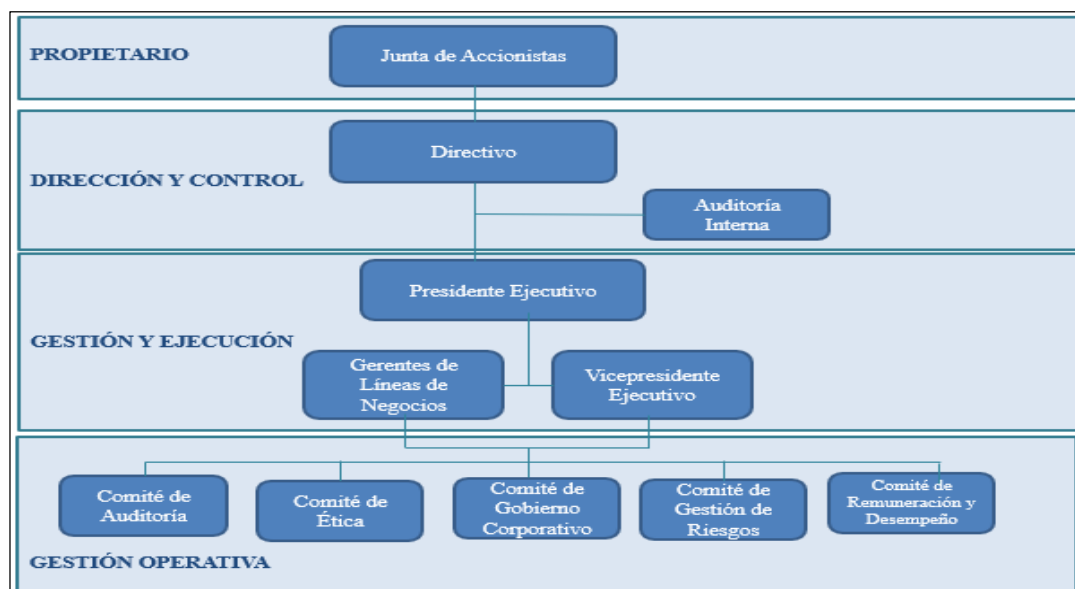 PROPIETARIO
Junta de Accionistas
Directivo
DIRECCIÓN Y CONTROL
Auditoría
Interna
Presidente Ejecutivo
GESTIÓN Y EJECUCIÓN
Gerentes de
Líneas de
Negocios
Vicepresidente
Ejecutivo
Comité de
Auditoría
Comité de
Ética
Comité de
Gobierno
Corporativo
Comité de
Gestión de
Riesgos
Comité de
Remuneración y
Desempeño
GESTIÓN OPERATIVA